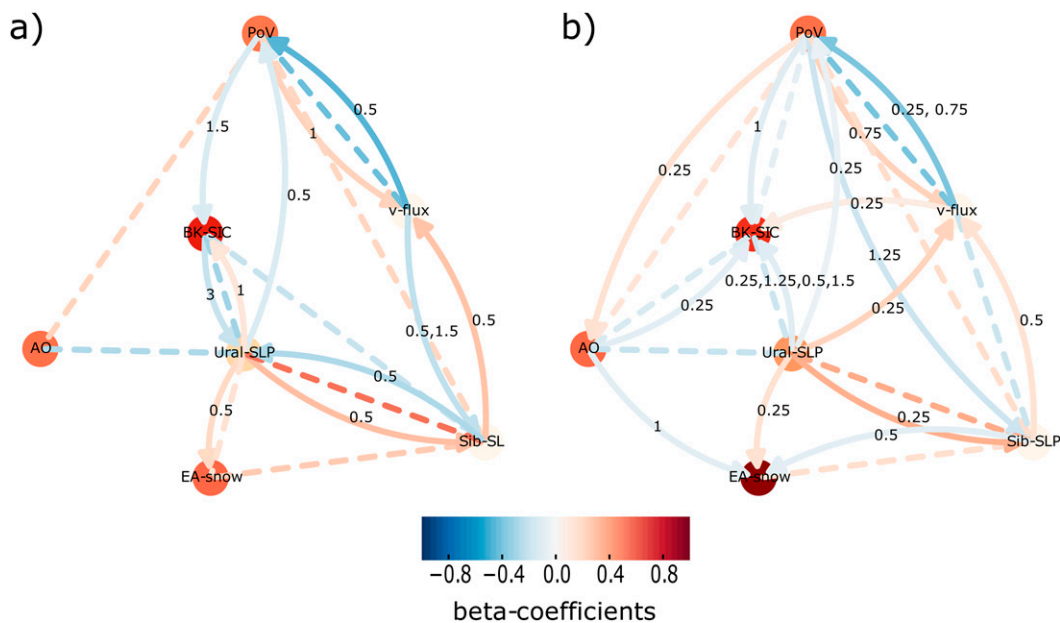 a)
PoV
0.5
1.5
1
0.5
v-flux
BK-SIC
3
1
0.5,1.5
0.5
AO
Ural-SLP
0.5
0.5
0.5
Sib-SL
EA-snow
b)
PoV
0.25, 0.75
1
0.75
0.25
0.25
0.25
v-flux
BK-SIC
1.25
0.25,1.25,0.5,1.5
0.25
0.25
AO
Ural-SLP
0.5
0.25
0.25
1
0.5
Sib-SLP
EA-snow
−0.8 −0.4 0.0 0.4 0.8
beta-coefficients